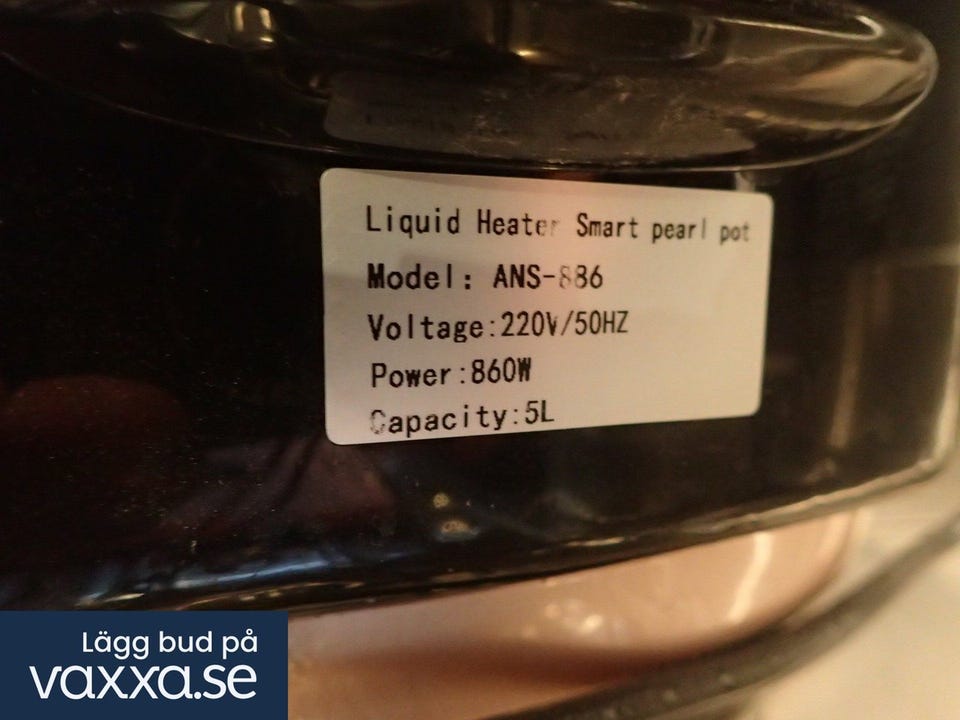 Liquid Heater Smart pearl pot
Model: ANS-886
Voltage:220V/50HZ
Power:860W
Capacity:5L
Lägg bud på
vaxxa.se